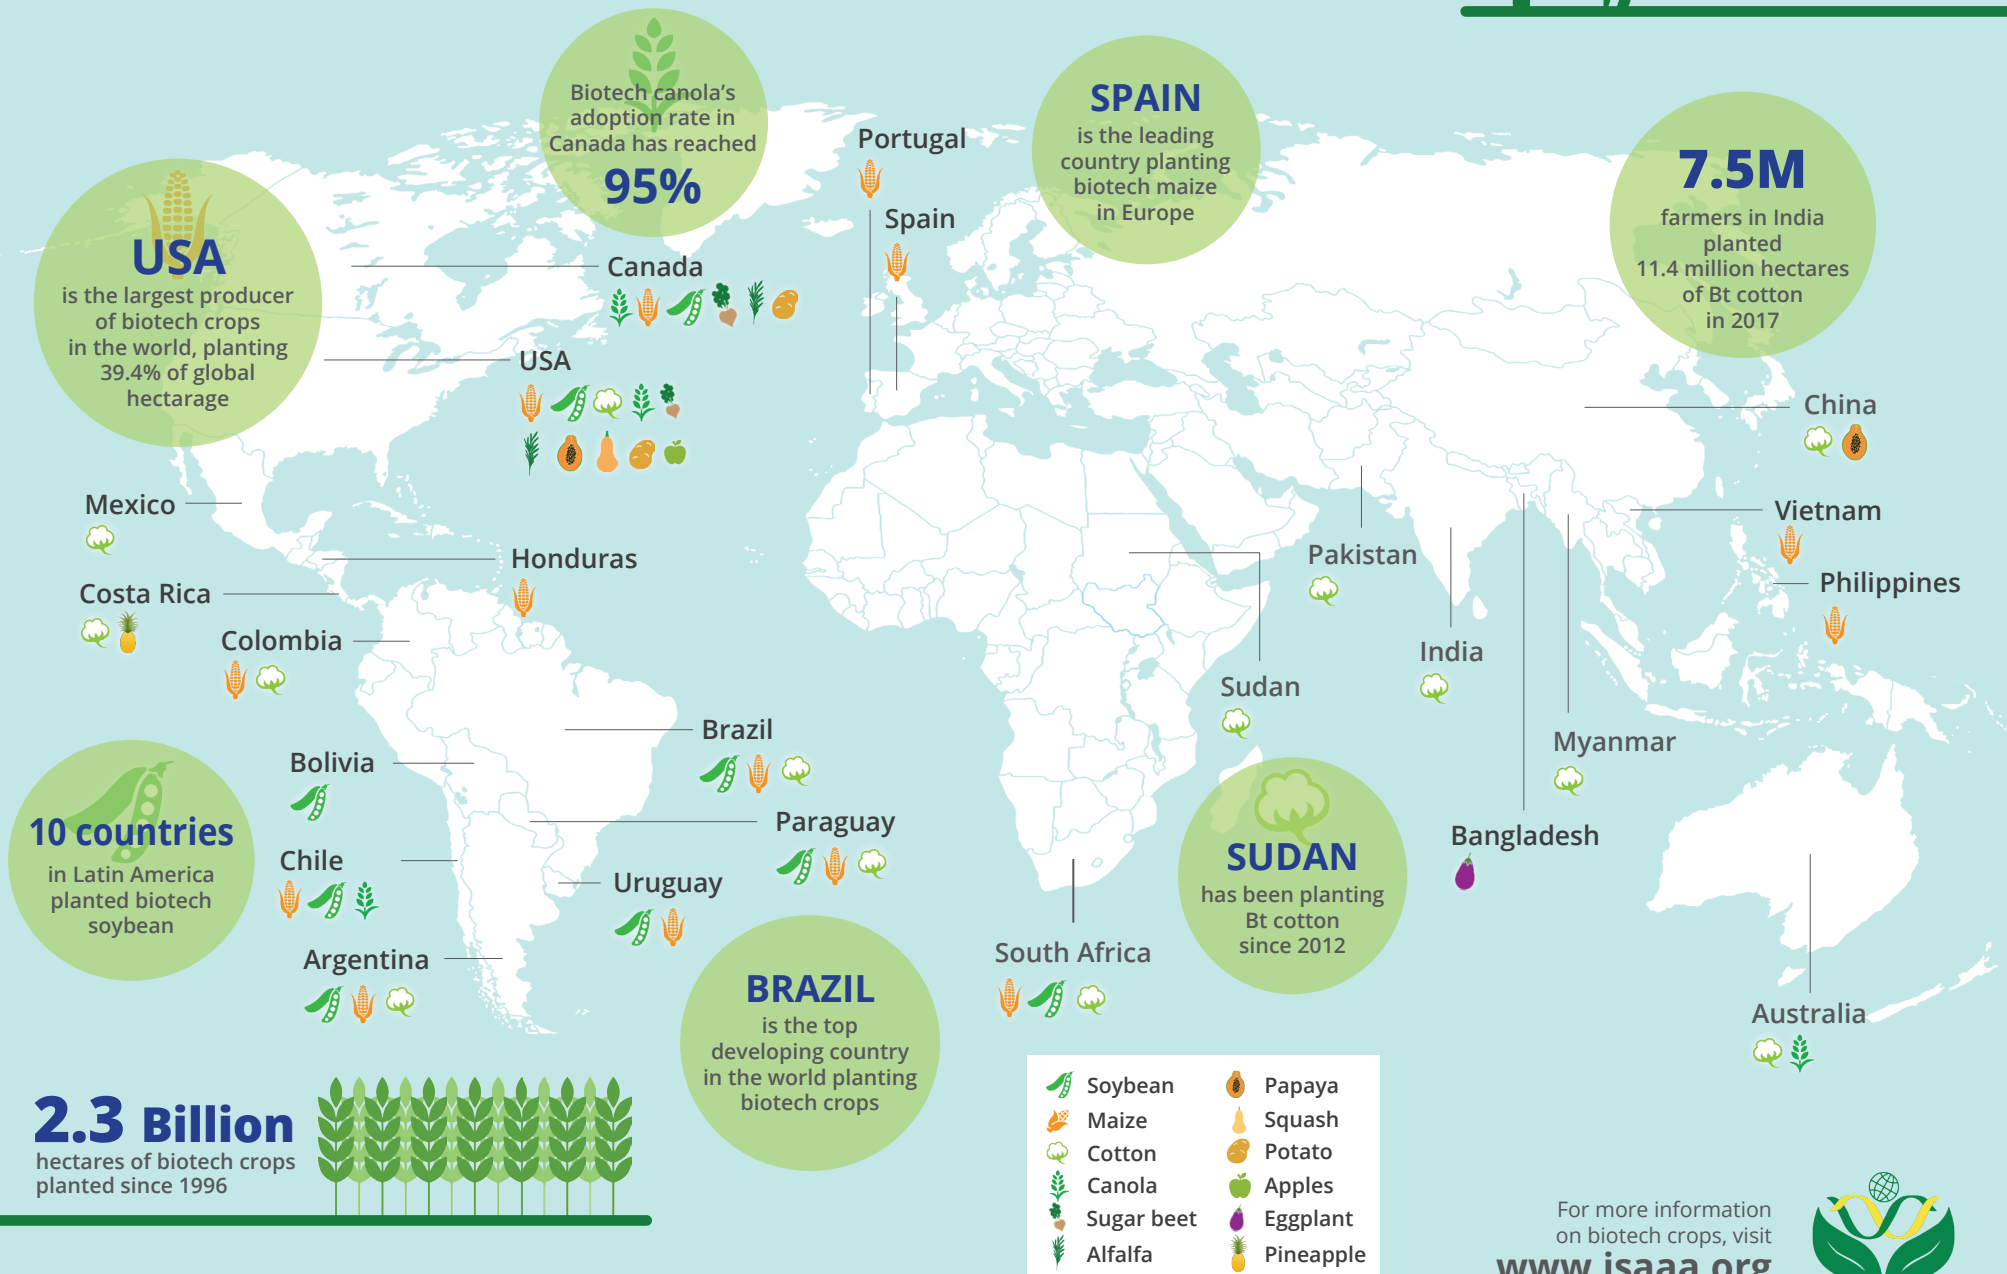 Biotech canola's
adoption rate in
Canada has reached
95%
SPAIN
is the leading
country planting
biotech maize
in Europe
7.5M
farmers in India
planted
11.4 million hectares
of Bt cotton
in 2017
USA
is the largest producer
of biotech crops
in the world, planting
39.4% of global
hectarage
Portugal
Spain
Canada
USA
China
Mexico
Vietnam
Honduras
Pakistan
Philippines
Costa Rica
Colombia
India
Sudan
Brazil
Myanmar
Bolivia
Paraguay
Bangladesh
Chile
Uruguay
Argentina
South Africa
Australia
10 countries
in Latin America
planted biotech
soybean
SUDAN
has been planting
Bt cotton
since 2012
BRAZIL
is the top
developing country
in the world planting
biotech crops
2.3 Billion
hectares of biotech crops
planted since 1996
Soybean
Maize
Cotton
Canola
Sugar beet
Alfalfa
Papaya
Squash
Potato
Apples
Eggplant
Pineapple
For more information
on biotech crops, visit
www.isaaa.org